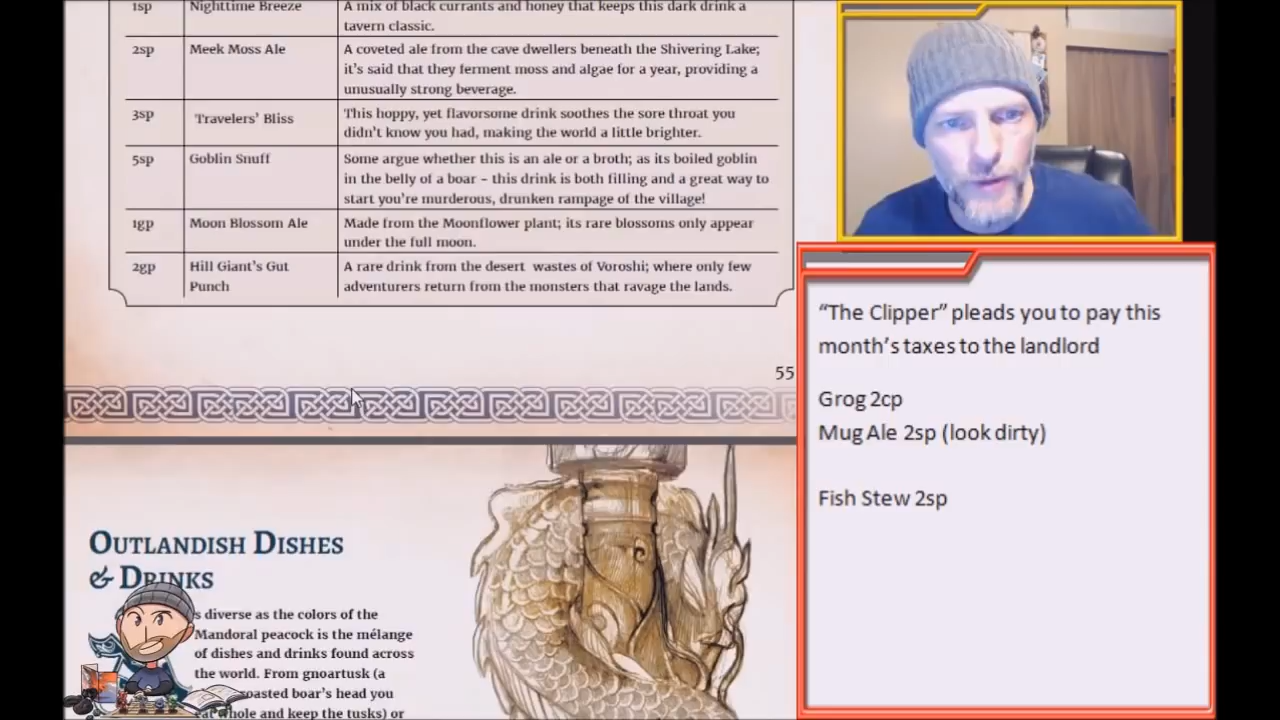 1sp Nighttime Breeze A mix of black currants and honey that keeps this dark drink a
tavern classic.
2sp Meek Moss Ale A coveted ale from the cave dwellers beneath the Shivering Lake;
it's said that they ferment moss and algae for a year, providing a
unusually strong beverage.
3sp Travelers' Bliss This hoppy, yet flavorsome drink soothes the sore throat you
didn't know you had, making the world a little brighter.
5sp Goblin Snuff Some argue whether this is an ale or a broth; as its boiled goblin
in the belly of a boar – this drink is both filling and a great way to
start you're murderous, drunken rampage of the village!
1gp Moon Blossom Ale Made from the Moonflower plant; its rare blossoms only appear
under the full moon.
2gp Hill Giant's Gut A rare drink from the desert wastes of Voroshi; where only few
Punch adventurers return from the monsters that ravage the lands.
55
Outlandish Dishes
& Drinks
s diverse as the colors of the
Mandoral peacock is the mélange
of dishes and drinks found across
the world. From gnoartusk (a
roasted boar's head you
whole and keep the tusks) or
"The Clipper" pleads you to pay this
month's taxes to the landlord
Grog 2cp
Mug Ale 2sp (look dirty)
Fish Stew 2sp